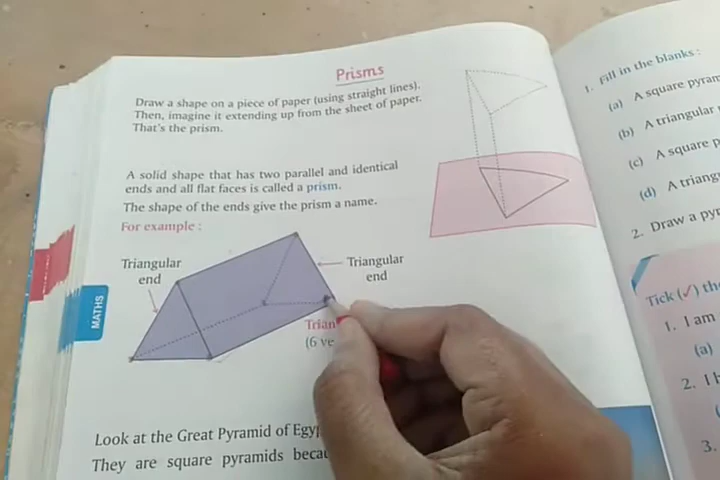 Prisms
Draw a shape on a piece of paper (using straight lines).
Then, imagine it extending up from the sheet of paper.
That's the prism.
A solid shape that has two parallel and identical
ends and all flat faces is called a prism.
The shape of the ends give the prism a name.
For example :
Triangular
end
Triangular
end
(6
MATHS
Look at the Great Pyramid of
They are square pyramids
1. Fill in the blanks :
(a) A square
(b) A triangular
(c) A square
(d) A
2. Draw a
Tick (✓)
1. I am
(a)
2. I
3.